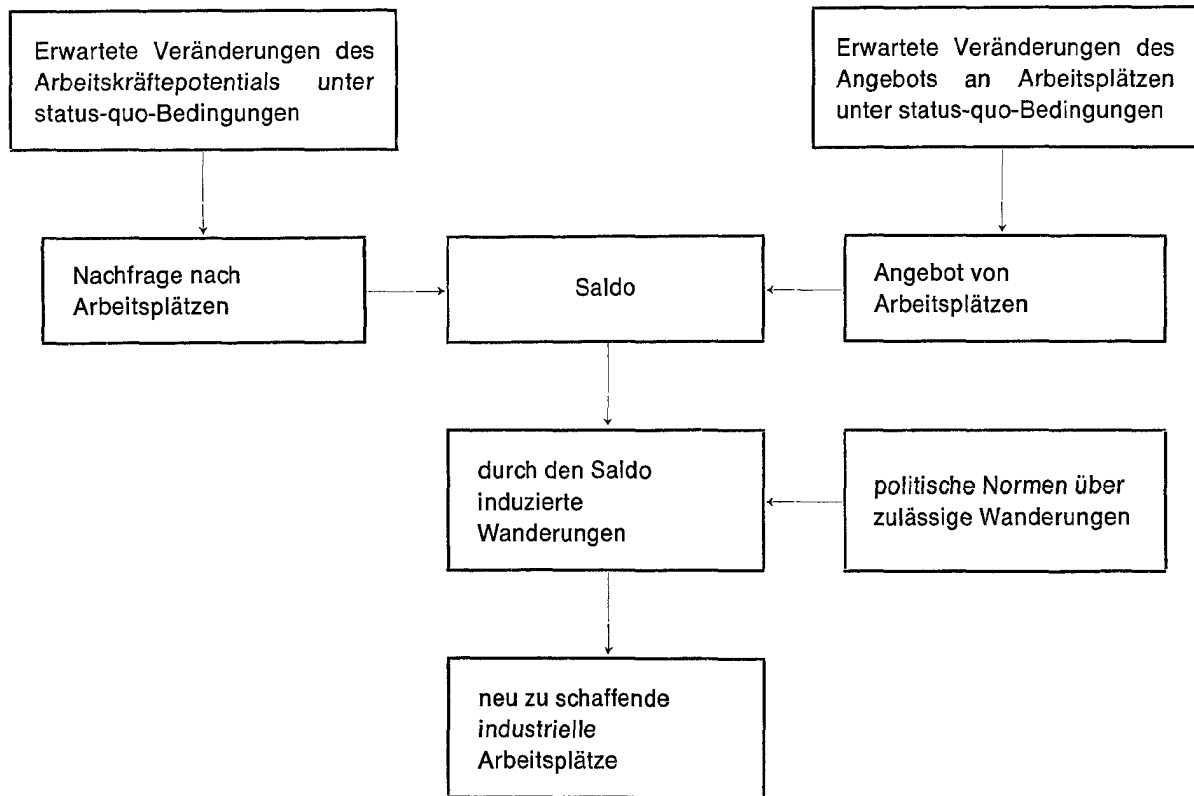 Erwartete Veränderungen des
Arbeitskräftepotentials unter
status-quo-Bedingungen
Erwartete Veränderungen des
Angebots an Arbeitsplätzen
unter status-quo-Bedingungen
Nachfrage nach
Arbeitsplätzen
Saldo
Angebot von
Arbeitsplätzen
durch den Saldo
induzierte
Wanderungen
politische Normen über
zulässige Wanderungen
neu zu schaffende
industrielle
Arbeitsplätze